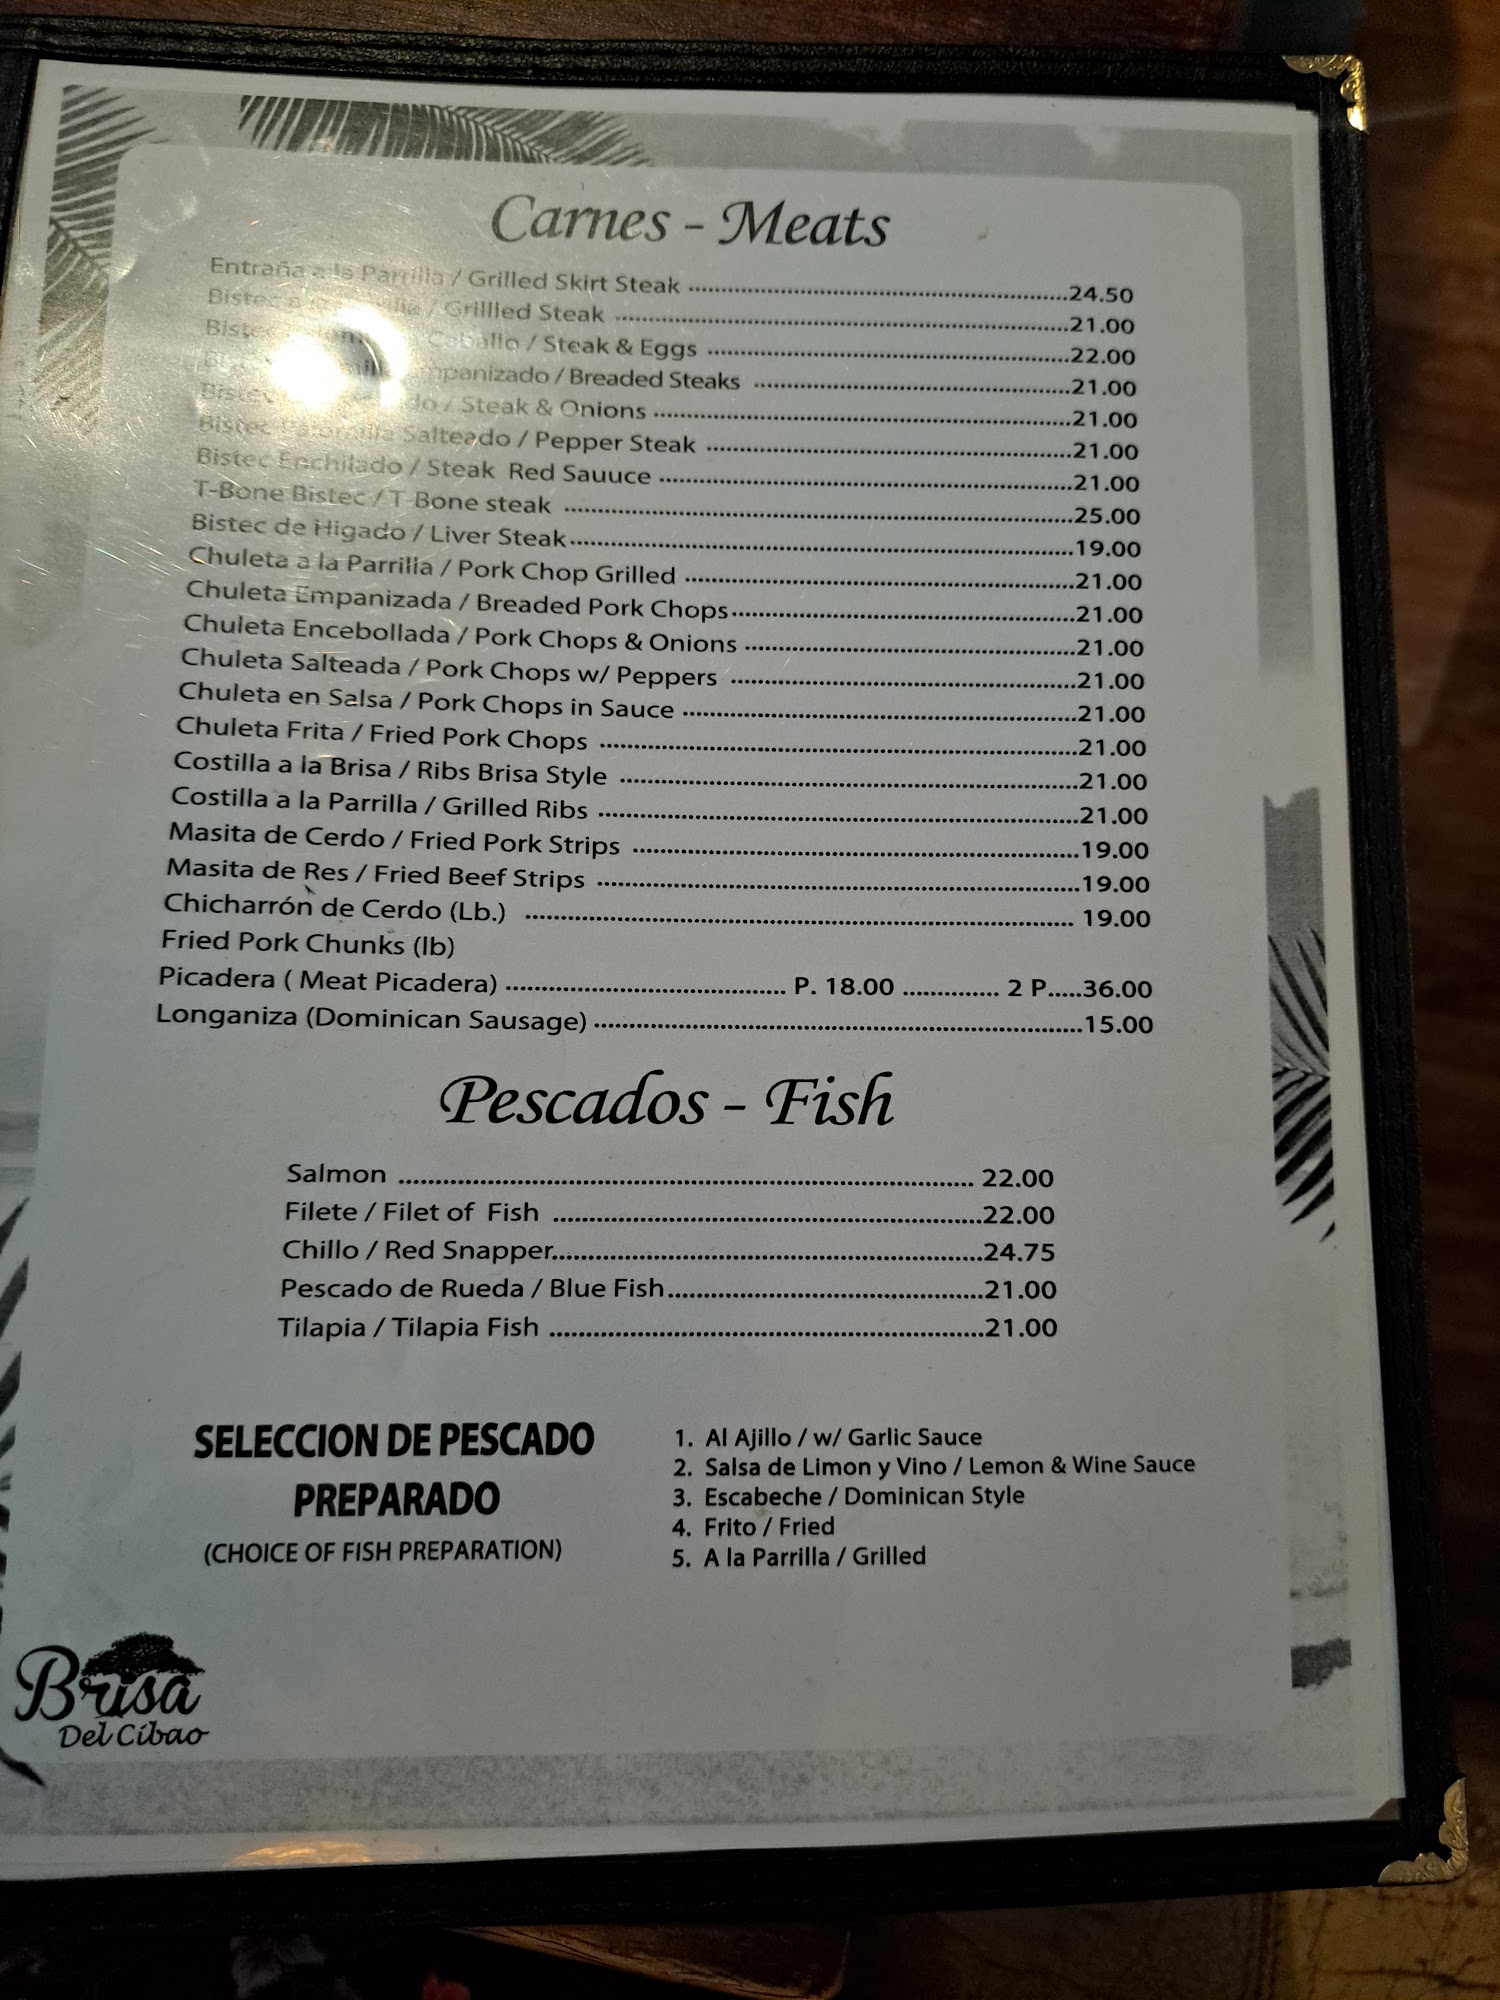 Carnes - Meats
Entraña a la Parrilla / Grilled Skirt Steak ........24.50
Bistec a la Parrilla / Grillled Steak ........21.00
Bistec Caballo / Steak & Eggs ........22.00
Empanizado / Breaded Steaks ........21.00
Bistec / Steak & Onions ........21.00
Bistec Palomilla Salteado / Pepper Steak ........21.00
Bistec Enchilado / Steak Red Sauuce ........21.00
T-Bone Bistec / T-Bone steak ........25.00
Bistec de Higado / Liver Steak........19.00
Chuleta a la Parrilla / Pork Chop Grilled ........21.00
Chuleta Empanizada / Breaded Pork Chops........21.00
Chuleta Encebollada / Pork Chops & Onions ........21.00
Chuleta Salteada / Pork Chops w/ Peppers ........21.00
Chuleta en Salsa / Pork Chops in Sauce ........21.00
Chuleta Frita / Fried Pork Chops ........21.00
Costilla a la Brisa / Ribs Brisa Style ........21.00
Costilla a la Parrilla / Grilled Ribs ........21.00
Masita de Cerdo / Fried Pork Strips ........19.00
Masita de Res / Fried Beef Strips ........19.00
Chicharrón de Cerdo (Lb.) ........ 19.00
Fried Pork Chunks (lb)
Picadera ( Meat Picadera) ........ P. 18.00 ........ 2 P.....36.00
Longaniza (Dominican Sausage) ........15.00
Pescados - Fish
Salmon ........ 22.00
Filete / Filet of Fish ........22.00
Chillo / Red Snapper........24.75
Pescado de Rueda / Blue Fish........21.00
Tilapia / Tilapia Fish ........21.00
SELECCION DE PESCADO
PREPARADO
(CHOICE OF FISH PREPARATION)
1. Al Ajillo / w/ Garlic Sauce
2. Salsa de Limon y Vino / Lemon & Wine Sauce
3. Escabeche / Dominican Style
4. Frito / Fried
5. A la Parrilla / Grilled
Brisa
Del Cibao